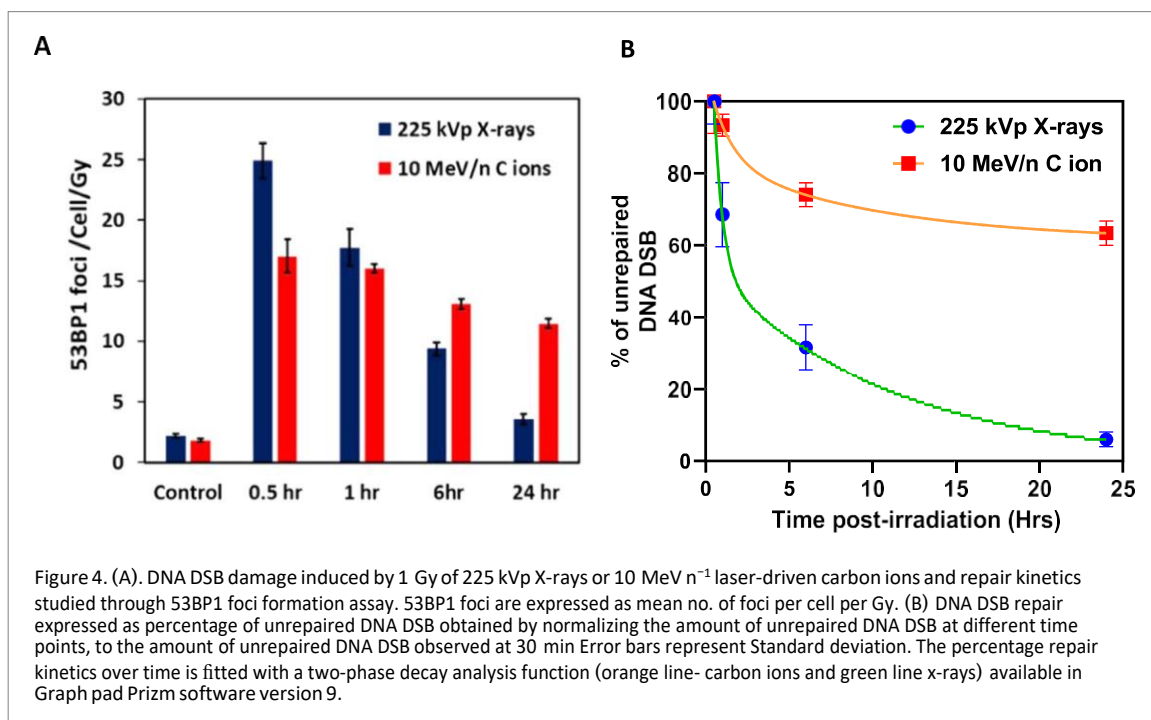 A
B
30
25
20
15
10
5
0
53BP1 foci /Cell/Gy
225 kVp X-rays
10 MeV/n C ions
Control 0.5 hr 1 hr 6hr 24 hr
100
80
60
40
20
0
% of unrepaired
DNA DSB
225 kVp X-rays
10 MeV/n C ion
0 5 10 15 20 25
Time post-irradiation (Hrs)
Figure 4. (A). DNA DSB damage induced by 1 Gy of 225 kVp X-rays or 10 MeV n⁻¹ laser-driven carbon ions and repair kinetics
studied through 53BP1 foci formation assay. 53BP1 foci are expressed as mean no. of foci per cell per Gy. (B) DNA DSB repair
expressed as percentage of unrepaired DNA DSB obtained by normalizing the amount of unrepaired DNA DSB at different time
points, to the amount of unrepaired DNA DSB observed at 30 min Error bars represent Standard deviation. The percentage repair
kinetics over time is fitted with a two-phase decay analysis function (orange line- carbon ions and green line x-rays) available in
Graph pad Prizm software version 9.